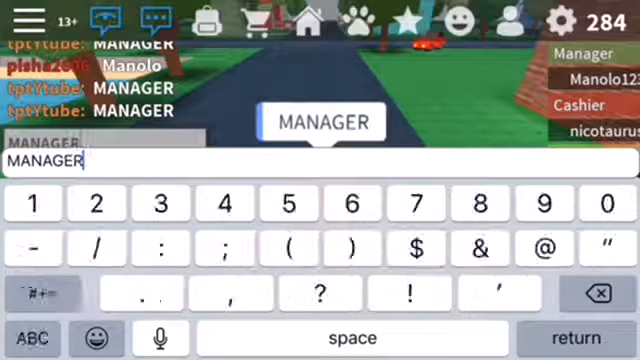 13+
284
tptYtube: MANAGER
Manolo
tptYtube: MANAGER
tptYtube: MANAGER
Manager
Manolo123
Cashier
nicotaurus
MANAGER
MANAGER
MANAGER
1 2 3 4 5 6 7 8 9 0
- / : ; ( ) $ & @ "
#+= . , ? ! '
ABC space return